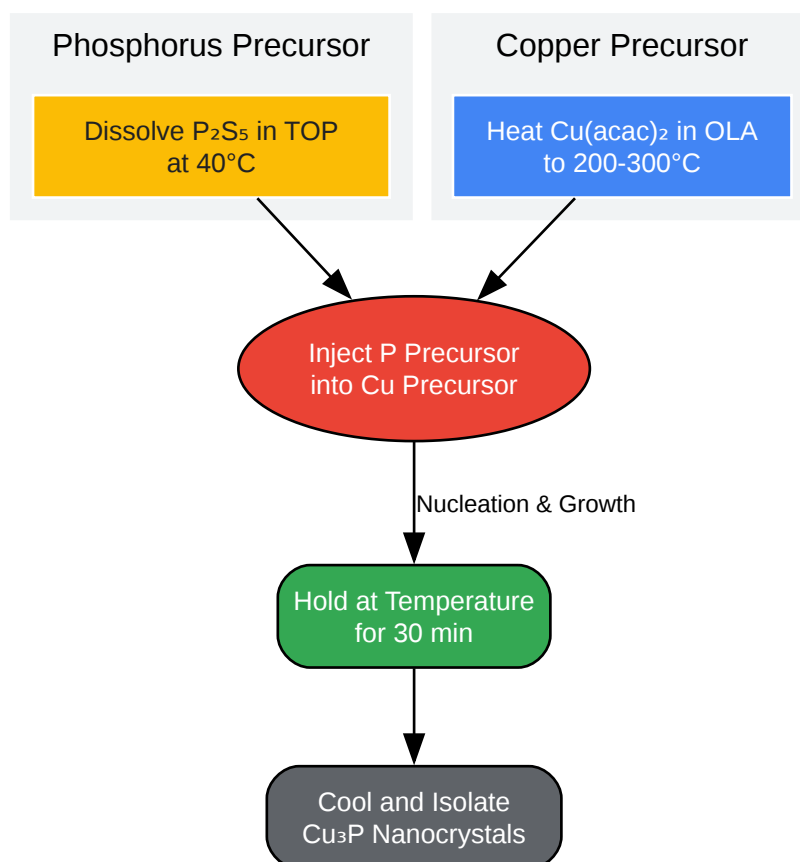 Phosphorus Precursor
Dissolve P₂S₅ in TOP
at 40°C
Copper Precursor
Heat Cu(acac)₂ in OLA
to 200-300°C
Inject P Precursor
into Cu Precursor
Nucleation & Growth
Hold at Temperature
for 30 min
Cool and Isolate
Cu₃P Nanocrystals